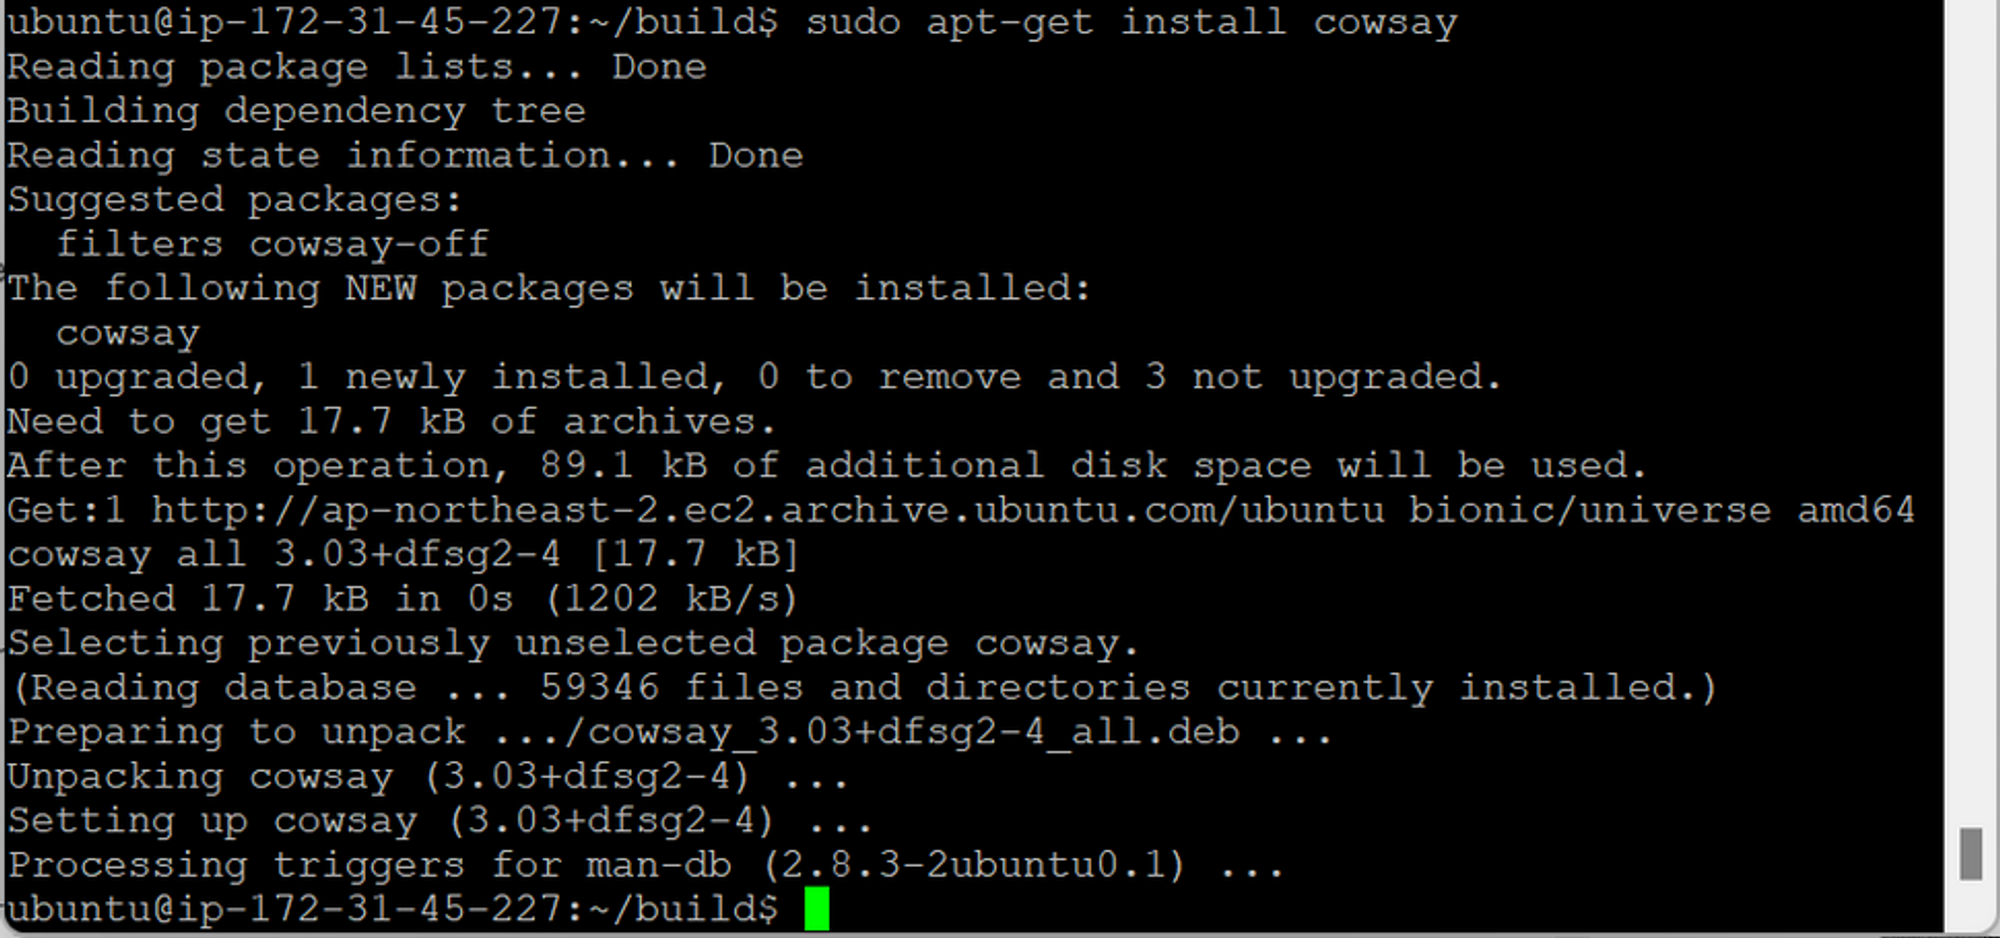 ubuntu@ip-172-31-45-227:~/build$ sudo apt-get install cowsay
Reading package lists... Done
Building dependency tree
Reading state information... Done
Suggested packages:
  filters cowsay-off
The following NEW packages will be installed:
  cowsay
0 upgraded, 1 newly installed, 0 to remove and 3 not upgraded.
Need to get 17.7 kB of archives.
After this operation, 89.1 kB of additional disk space will be used.
Get:1 http://ap-northeast-2.ec2.archive.ubuntu.com/ubuntu bionic/universe amd64
cowsay all 3.03+dfsg2-4 [17.7 kB]
Fetched 17.7 kB in 0s (1202 kB/s)
Selecting previously unselected package cowsay.
(Reading database ... 59346 files and directories currently installed.)
Preparing to unpack .../cowsay_3.03+dfsg2-4_all.deb ...
Unpacking cowsay (3.03+dfsg2-4) ...
Setting up cowsay (3.03+dfsg2-4) ...
Processing triggers for man-db (2.8.3-2ubuntu0.1) ...
ubuntu@ip-172-31-45-227:~/build$